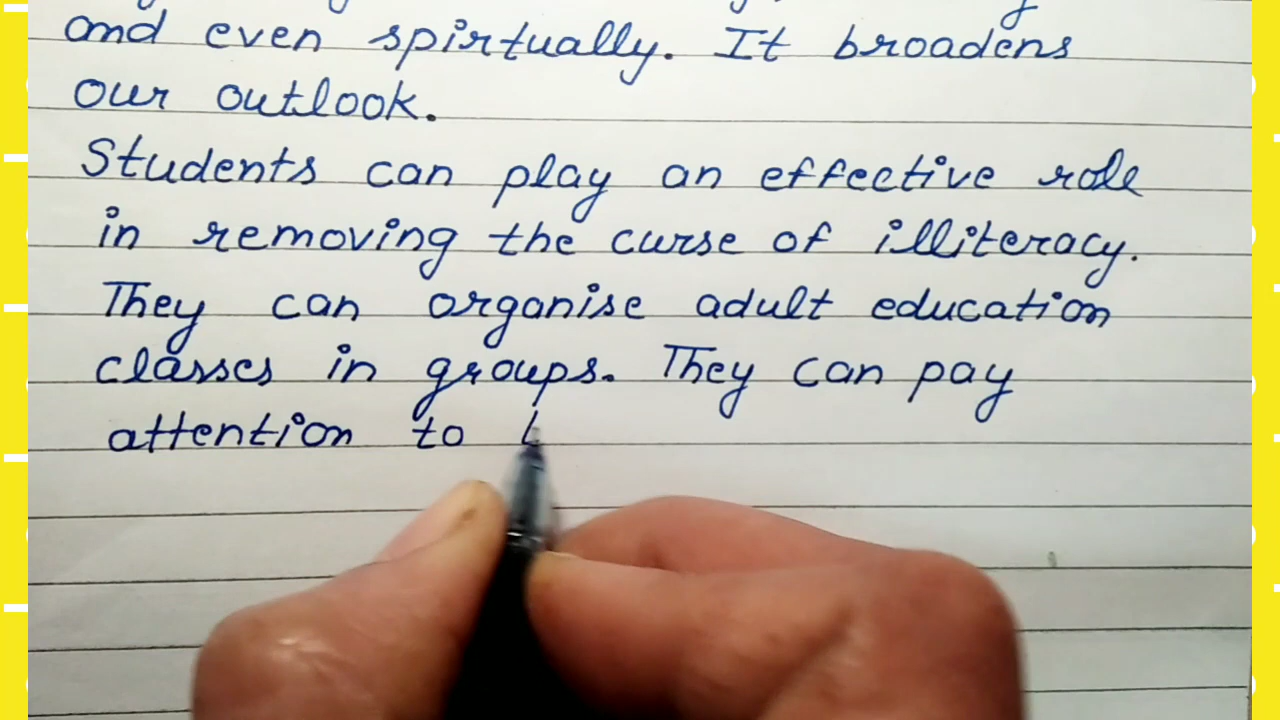 and even spirtually. It broadens
our outlook.
Students can play an effective role
in removing the curse of illiteracy.
They can organise adult education
classes in groups. They can pay
attention to